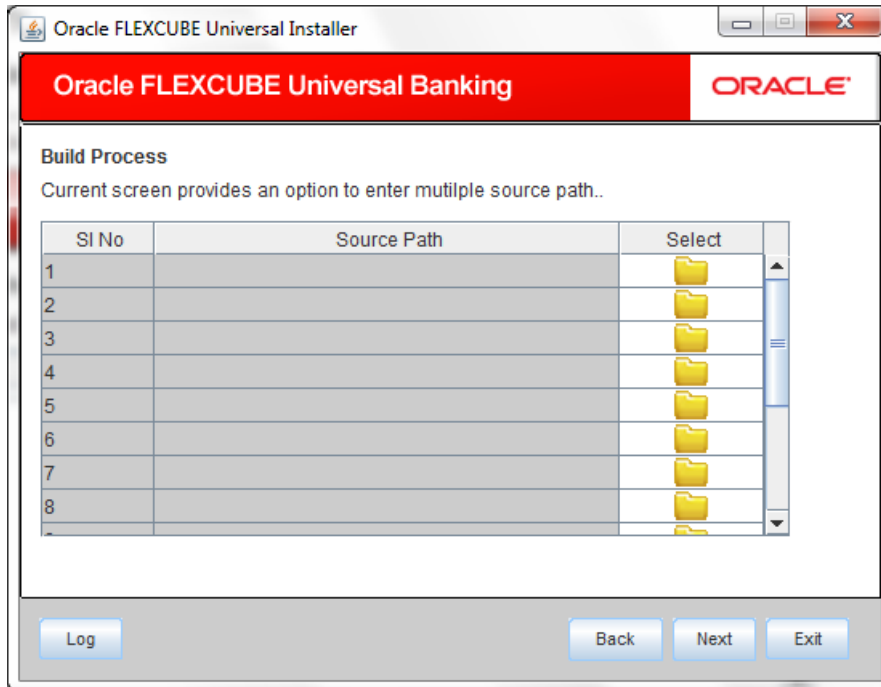 Oracle FLEXCUBE Universal Installer
Oracle FLEXCUBE Universal Banking
ORACLE
Build Process
Current screen provides an option to enter mutilple source path..
SI No Source Path Select
1
2
3
4
5
6
7
8
Log Back Next Exit